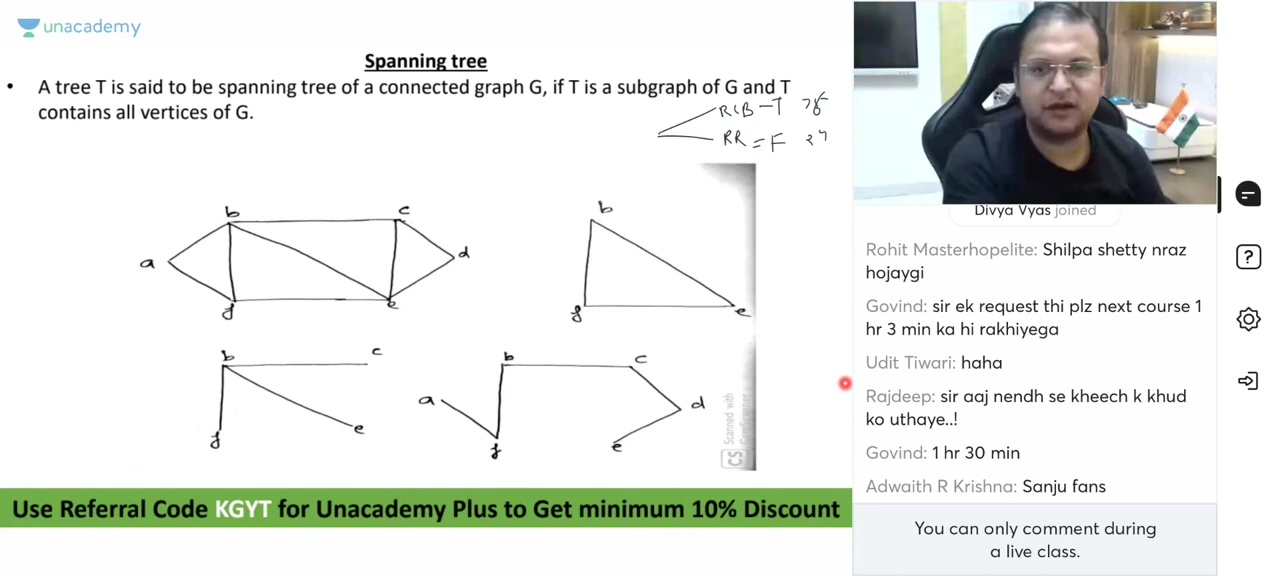 unacademy
Spanning tree
• A tree T is said to be spanning tree of a connected graph G, if T is a subgraph of G and T
contains all vertices of G.
RCB - T
RR = F
b c
a d
f e
b
f e
b c
f e
b c
a d
f e
CS Scanned with
CamScanner
Use Referral Code KGYT for Unacademy Plus to Get minimum 10% Discount
Divya Vyas joined
Rohit Masterhopelite: Shilpa shetty nraz
hojaygi
Govind: sir ek request thi plz next course 1
hr 3 min ka hi rakhiyega
Udit Tiwari: haha
Rajdeep: sir aaj nendh se kheech k khud
ko uthaye..!
Govind: 1 hr 30 min
Adwaith R Krishna: Sanju fans
You can only comment during
a live class.
?